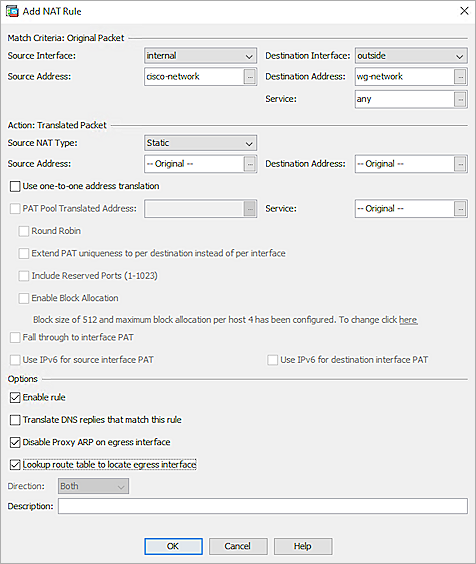 Add NAT Rule
Match Criteria: Original Packet
Source Interface: internal Destination Interface: outside
Source Address: cisco-network ... Destination Address: wg-network ...
Service: any ...
Action: Translated Packet
Source NAT Type: Static
Source Address: -- Original -- ... Destination Address: -- Original -- ...
Use one-to-one address translation
PAT Pool Translated Address: ... Service: -- Original -- ...
Round Robin
Extend PAT uniqueness to per destination instead of per interface
Include Reserved Ports (1-1023)
Enable Block Allocation
Block size of 512 and maximum block allocation per host 4 has been configured. To change click here
Fall through to interface PAT
Use IPv6 for source interface PAT Use IPv6 for destination interface PAT
Options
Enable rule
Translate DNS replies that match this rule
Disable Proxy ARP on egress interface
Lookup route table to locate egress interface
Direction: Both
Description:
OK Cancel Help